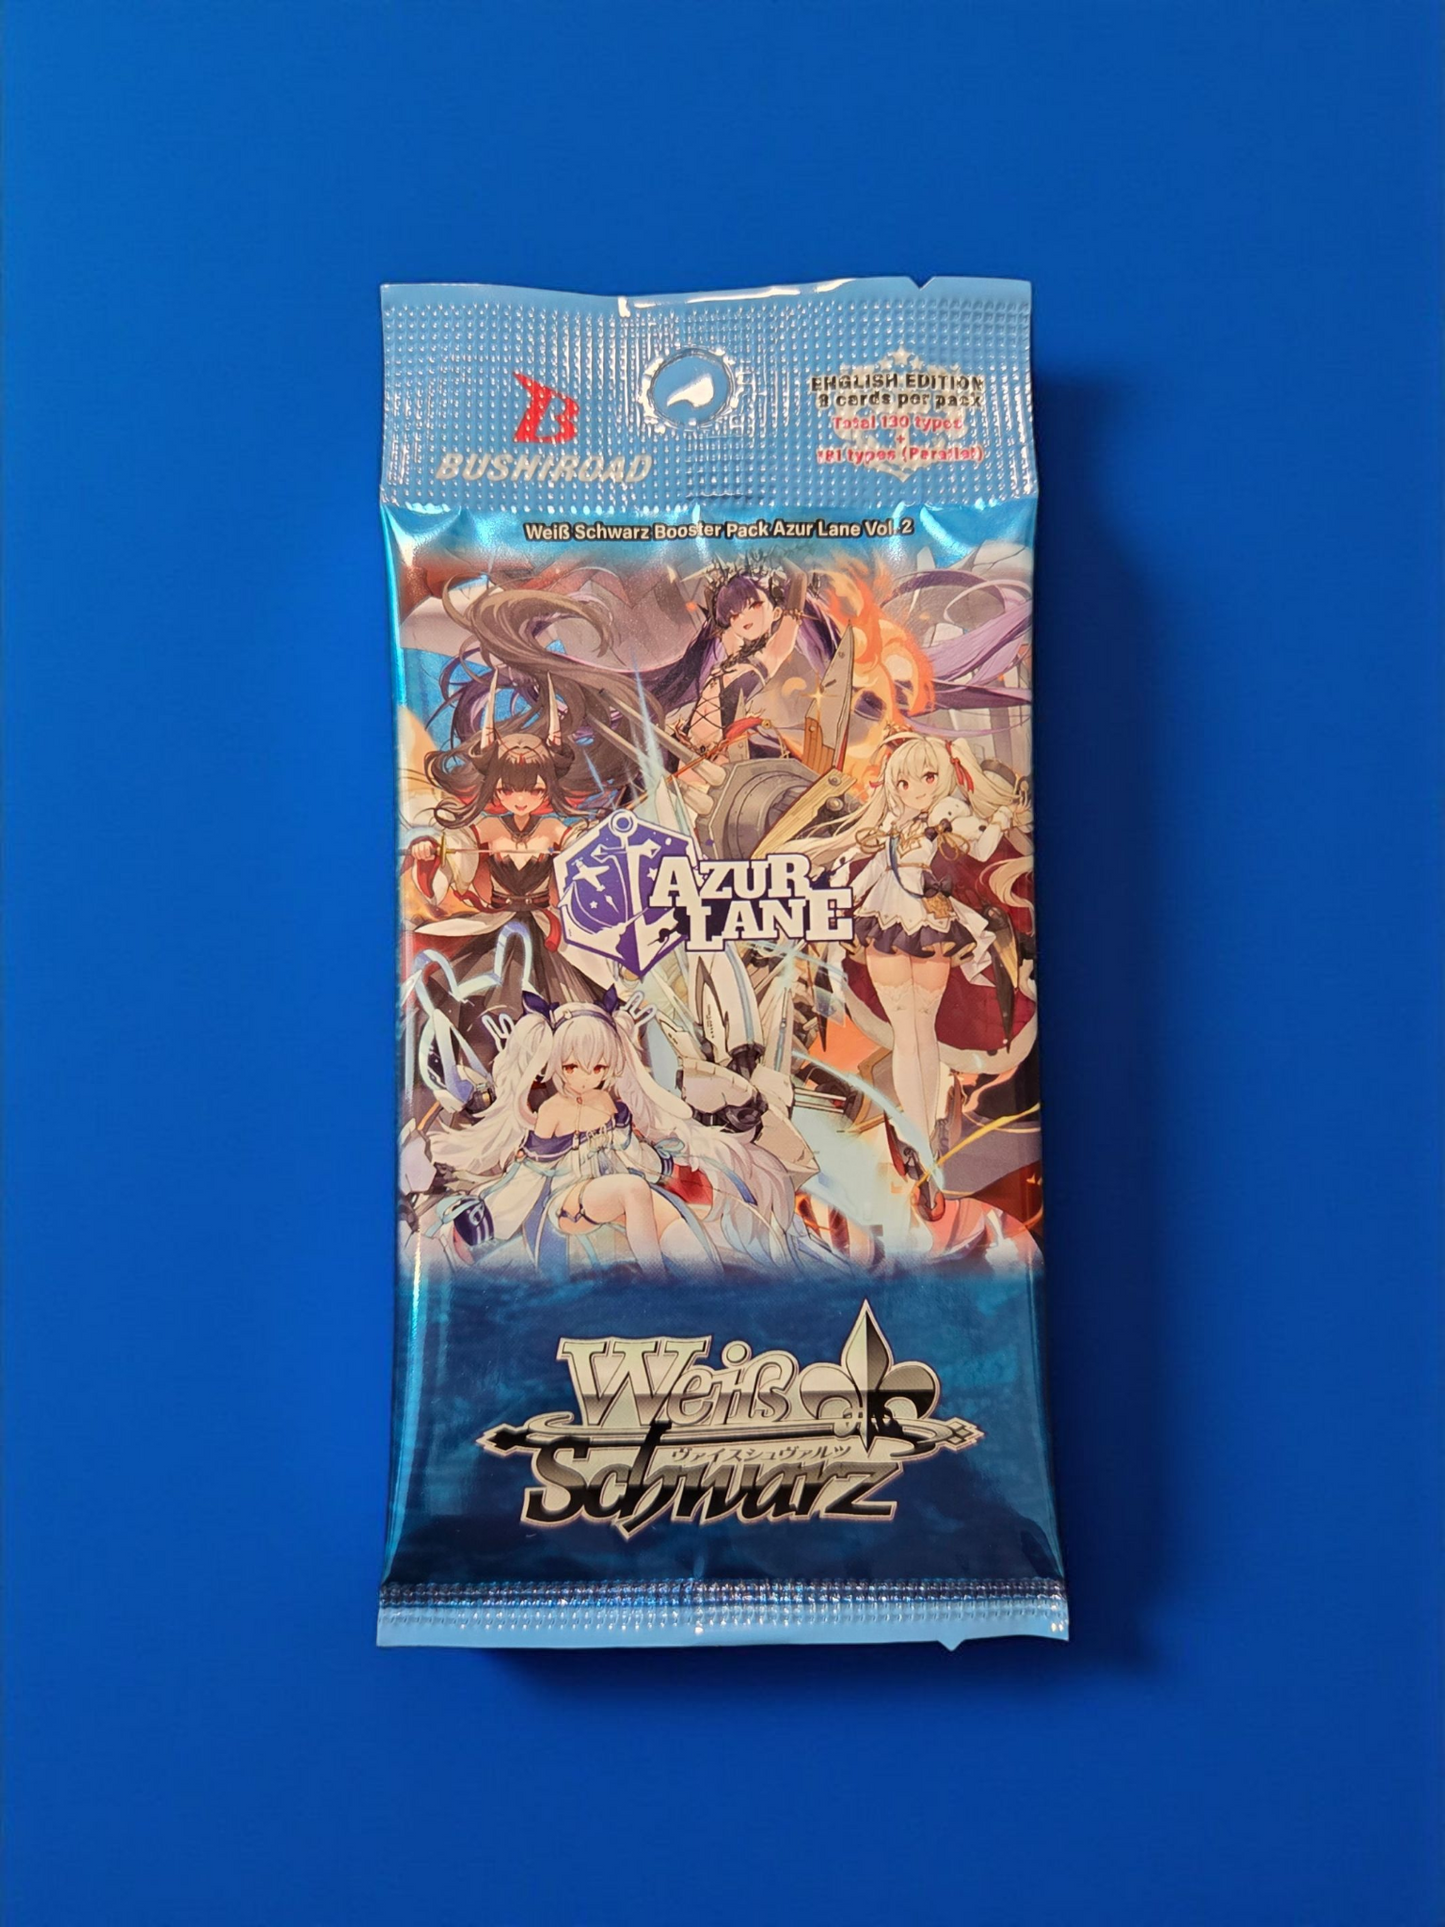 B
BUSHIROAD
ENGLISH EDITION
9 cards per pack
Total 130 types
+
181 types (Parallel)
Weiß Schwarz Booster Pack Azur Lane Vol. 2
AZUR
LANE
Weiß
ヴァイスシュヴァルツ
Schwarz